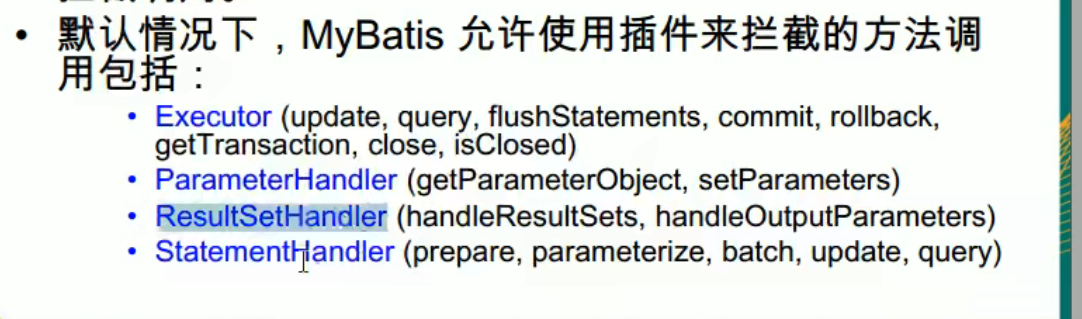 • 默认情况下，MyBatis 允许使用插件来拦截的方法调
用包括：
• Executor (update, query, flushStatements, commit, rollback,
getTransaction, close, isClosed)
• ParameterHandler (getParameterObject, setParameters)
• ResultSetHandler (handleResultSets, handleOutputParameters)
• StatementHandler (prepare, parameterize, batch, update, query)